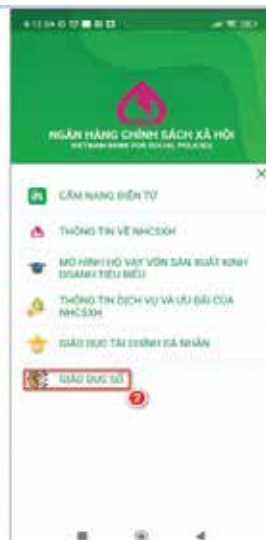 NGÂN HÀNG CHÍNH SÁCH XÃ HỘI
VIETNAM BANK FOR SOCIAL POLICIES
CẨM NANG ĐIỆN TỬ
THÔNG TIN VỀ NHCSXH
MÔ HÌNH HỘ VAY VỐN SẢN XUẤT KINH
DOANH TIÊU BIỂU
THÔNG TIN DỊCH VỤ VÀ ƯU ĐÃI CỦA
NHCSXH
GIÁO DỤC TÀI CHÍNH CÁ NHÂN
GIÁO DỤC SỐ
2